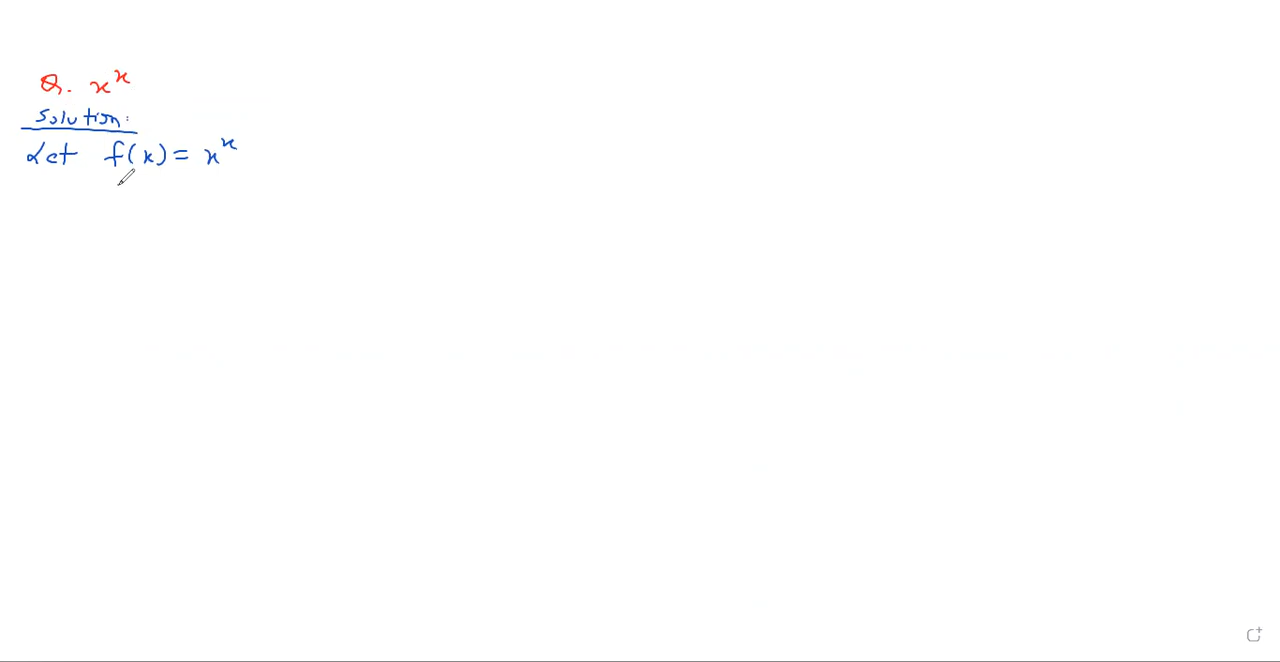 Q. x^x
Solution:
Let f(x) = x^x